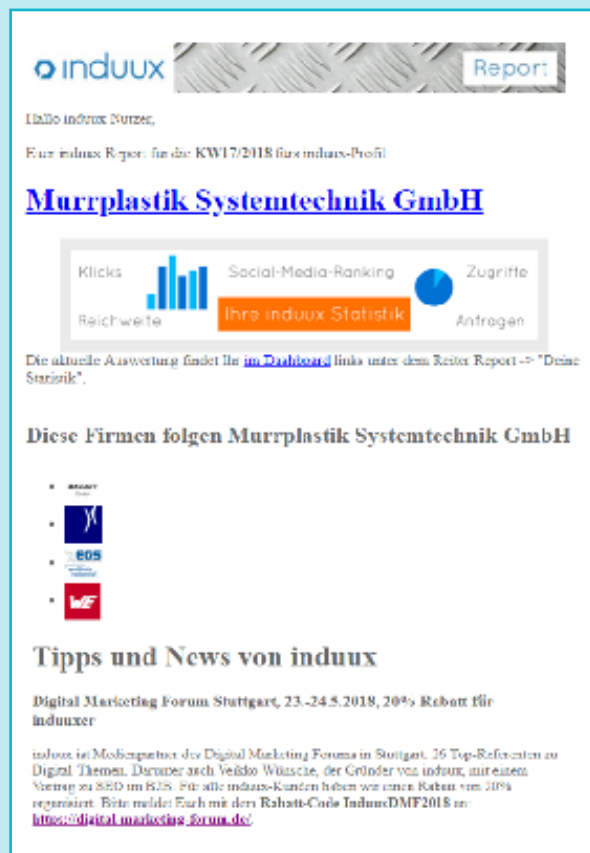 induux
Report
Hallo induux Nutzer,
Euer induux Report für die KW17/2018 fürs induux-Profil
Murrplastik Systemtechnik GmbH
Klicks
Social-Media-Ranking
Zugriffe
Reichweite
Ihre induux Statistik
Anfragen
Die aktuelle Auswertung findet Ihr im Dashboard links unter dem Reiter Report -> "Deine
Statistik".
Diese Firmen folgen Murrplastik Systemtechnik GmbH
eos
WF
Tipps und News von induux
Digital Marketing Forum Stuttgart, 23.-24.5.2018, 20% Rabatt für
induuxer
induux ist Medienpartner des Digital Marketing Forums in Stuttgart. 26 Top-Referenten zu
Digital Themen. Darunter auch Veikko Wünsche, der Gründer von induux, mit einem
Vortrag zu SEO im B2B. Für alle induux-Kunden haben wir einen Rabatt von 20%
organisiert. Bitte meldet Euch mit dem Rabatt-Code InduuxDMF2018 an:
https://digital-marketing-forum.de/.